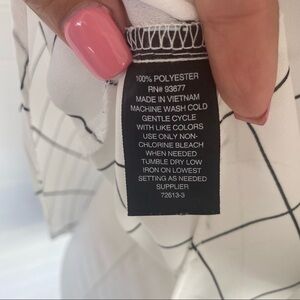 100% POLYESTER
RN# 93677
MADE IN VIETNAM
MACHINE WASH COLD
GENTLE CYCLE
WITH LIKE COLORS
USE ONLY NON-
CHLORINE BLEACH
WHEN NEEDED
TUMBLE DRY LOW
IRON ON LOWEST
SETTING AS NEEDED
SUPPLIER
72613-3